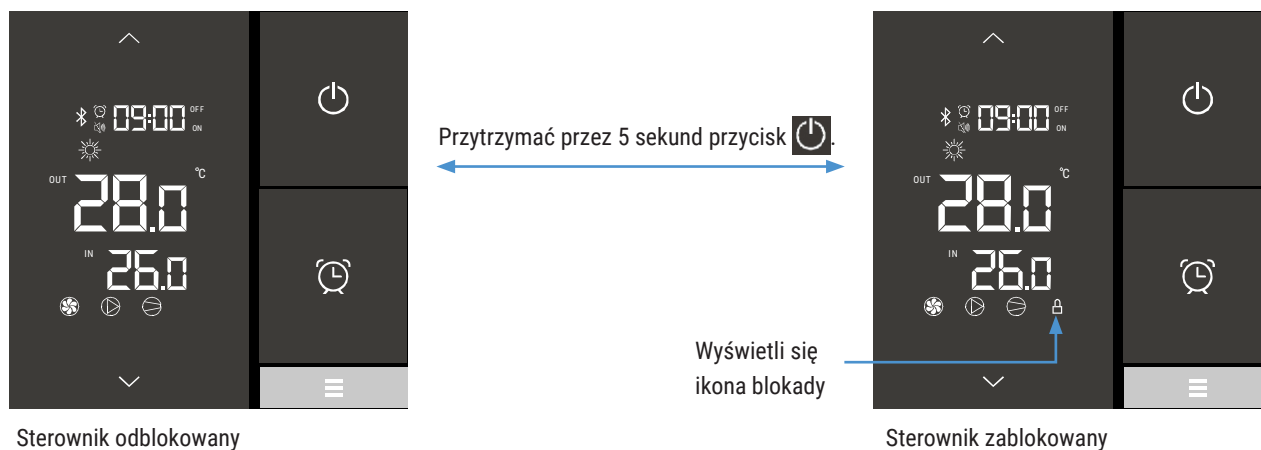 09:00 OFF
ON
OUT 28.0 °C
IN 26.0
Sterownik odblokowany
Przytrzymać przez 5 sekund przycisk .
Wyświetli się
ikona blokady
09:00 OFF
ON
OUT 28.0 °C
IN 26.0
Sterownik zablokowany